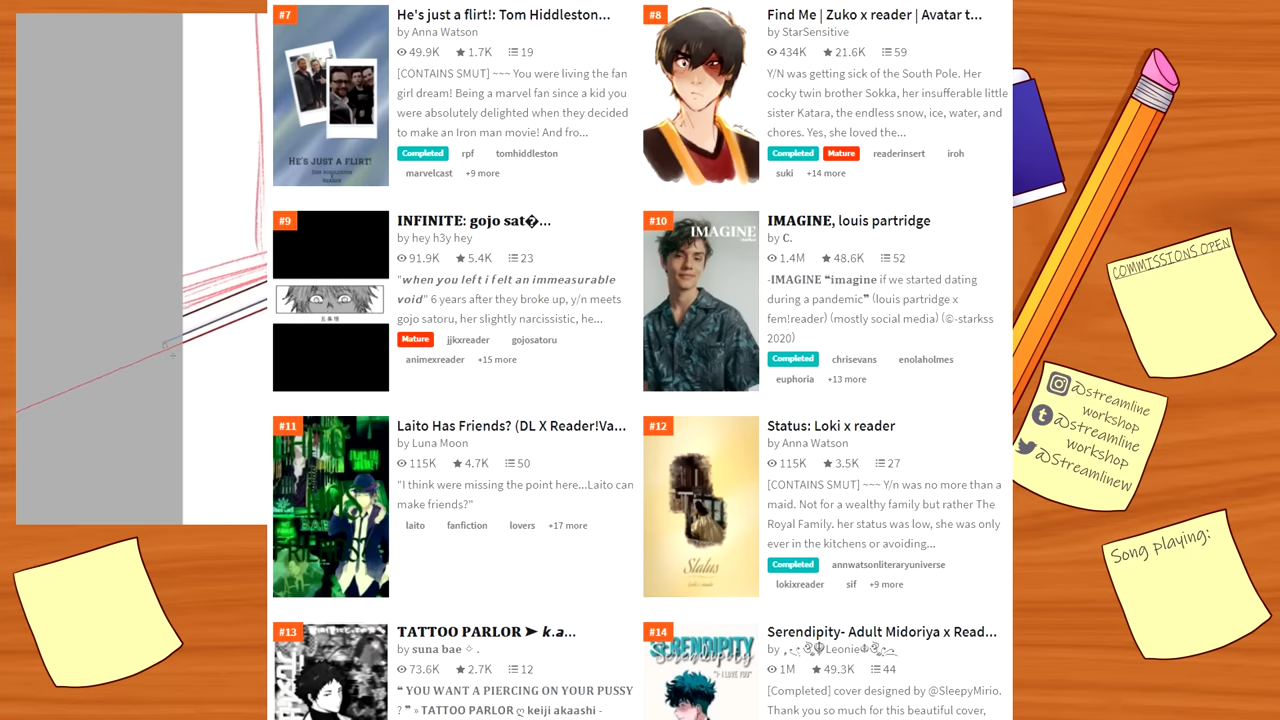 #7
He's just a flirt!: Tom Hiddleston...
by Anna Watson
49.9K 1.7K 19
[CONTAINS SMUT] ~~~ You were living the fan
girl dream! Being a marvel fan since a kid you
were absolutely delighted when they decided
to make an Iron man movie! And fro...
Completed rpf tomhiddleston
marvelcast +9 more
HE'S JUST A FLIRT!
#8
Find Me | Zuko x reader | Avatar t...
by StarSensitive
434K 21.6K 59
Y/N was getting sick of the South Pole. Her
cocky twin brother Sokka, her insufferable little
sister Katara, the endless snow, ice, water, and
chores. Yes, she loved the...
Completed Mature readerinsert iroh
suki +14 more
#9
INFINITE: gojo sat�...
by hey h3y hey
91.9K 5.4K 23
"when you left i felt an immeasurable
void" 6 years after they broke up, y/n meets
gojo satoru, her slightly narcissistic, he...
Mature jjkxreader gojosatoru
animexreader +15 more
五条悟
#10
IMAGINE
IMAGINE, louis partridge
by C.
1.4M 48.6K 52
-IMAGINE ❝imagine if we started dating
during a pandemic❞ (louis partridge x
fem!reader) (mostly social media) (©-starkss
2020)
Completed chrisevans enolaholmes
euphoria +13 more
#11
Laito Has Friends? (DL X Reader!Va...
by Luna Moon
115K 4.7K 50
"I think were missing the point here...Laito can
make friends?"
laito fanfiction lovers +17 more
#12
Status: Loki x reader
by Anna Watson
115K 3.5K 27
[CONTAINS SMUT] ~~~ Y/n was no more than a
maid. Not for a wealthy family but rather The
Royal Family. her status was low, she was only
ever in the kitchens or avoiding...
Completed annwatsonliteraryuniverse
lokixreader sif +9 more
Status
#13
TATTOO PARLOR ➤ k.a...
by suna bae ✧ .
73.6K 2.7K 12
❝ YOU WANT A PIERCING ON YOUR PUSSY
? ❞ » TATTOO PARLOR ღ keiji akaashi -
#14
SERENDIPITY
Serendipity
"I LOVE YOU"
Serendipity- Adult Midoriya x Read...
by Leonie
1M 49.3K 44
[Completed] cover designed by @SleepyMirio.
Thank you so much for this beautiful cover,
COMMISSIONS OPEN
@streamline
workshop
@streamline
workshop
@Streamlinew
Song playing: